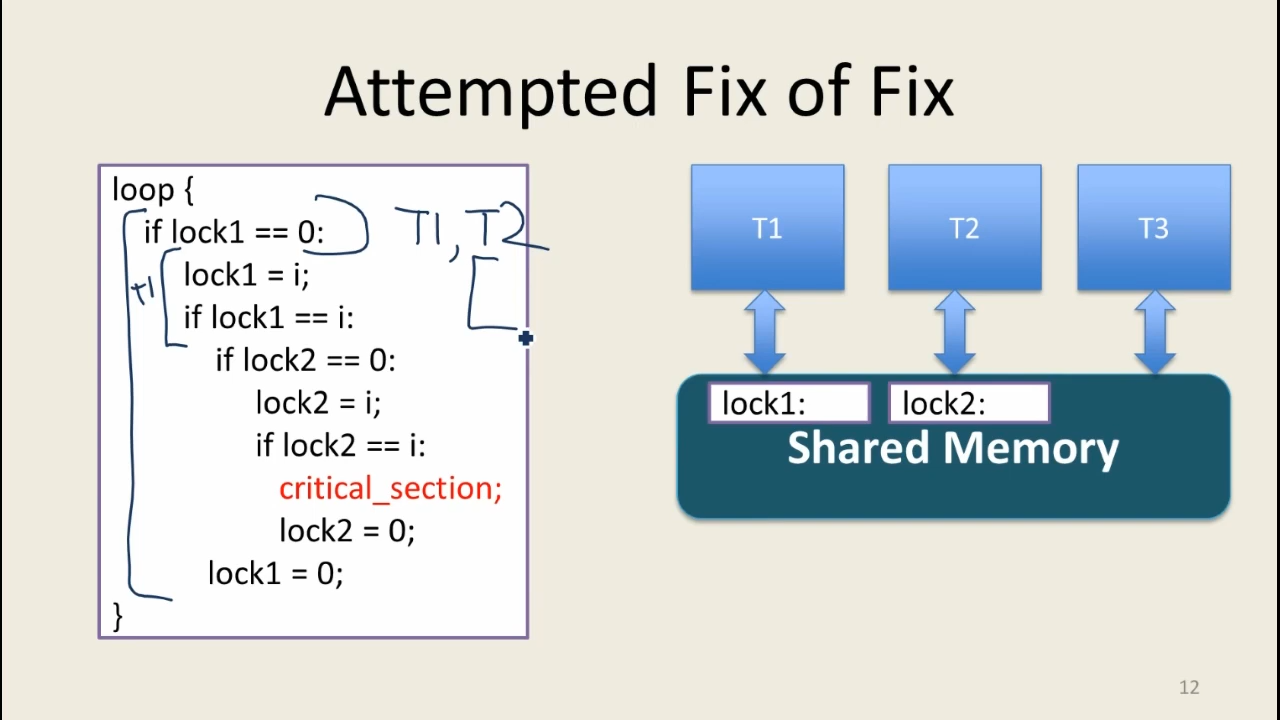 Attempted Fix of Fix
loop {
if lock1 == 0:
T1, T2
lock1 = i;
T1
if lock1 == i:
if lock2 == 0:
lock2 = i;
if lock2 == i:
critical_section;
lock2 = 0;
lock1 = 0;
}
T1
T2
T3
lock1:
lock2:
Shared Memory
12